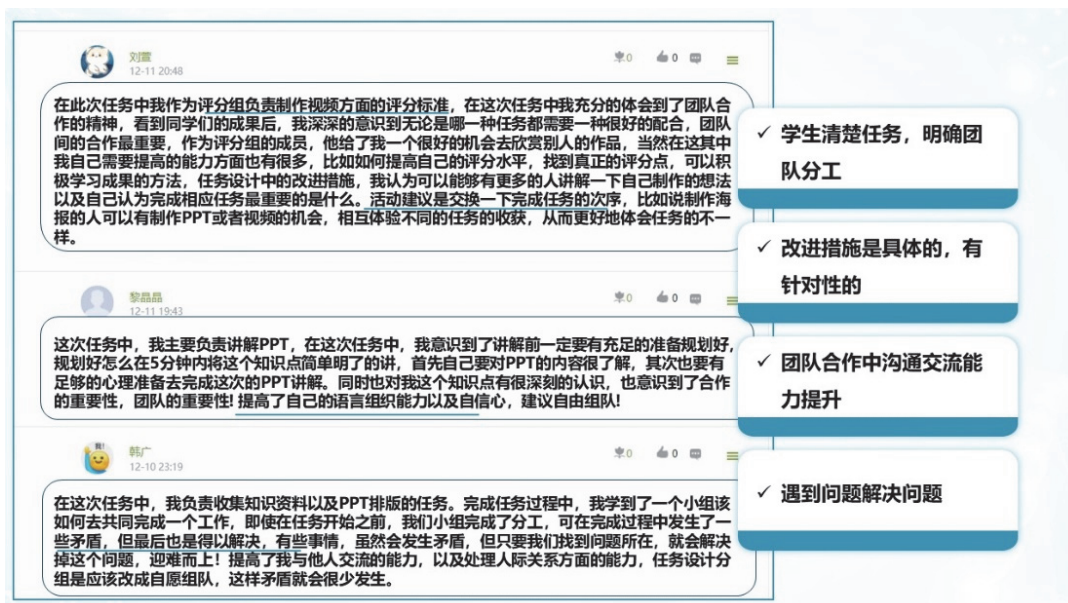 刘霞
12-11 20:48
0
0
在此次任务中我作为评分组负责制作视频方面的评分标准，在这次任务中我充分的体会到了团队合
作的精神，看到同学们的成果后，我深深的意识到无论是哪一种任务都需要一种很好的配合，团队
间的合作最重要，作为评分组的成员，他给了我一个很好的机会去欣赏别人的作品，当然在这其中
我自己需要提高的能力方面也有很多，比如如何提高自己的评分水平，找到真正的评分点，可以积
极学习成果的方法，任务设计中的改进措施，我认为可以能够有更多的人讲解一下自己制作的想法
以及自己认为完成相应任务最重要的是什么。活动建议是交换一下完成任务的次序，比如说制作海
报的人可以有制作PPT或者视频的机会，相互体验不同的任务的收获，从而更好地体会任务的不一
样。
黎晶晶
12-11 19:43
0
0
这次任务中，我主要负责讲解PPT，在这次任务中，我意识到了讲解前一定要有充足的准备规划好，
规划好怎么在5分钟内将这个知识点简单明了的讲，首先自己要对PPT的内容很了解，其次也要有
足够的心理准备去完成这次的PPT讲解。同时也对我这个知识点有很深刻的认识，也意识到了合作
的重要性，团队的重要性! 提高了自己的语言组织能力以及自信心，建议自由组队!
我!
韩广
12-10 23:19
0
0
在这次任务中，我负责收集知识资料以及PPT排版的任务。完成任务过程中，我学到了一个小组该
如何去共同完成一个工作，即使在任务开始之前，我们小组完成了分工，可在完成过程中发生了一
些矛盾，但最后也是得以解决，有些事情，虽然会发生矛盾，但只要我们找到问题所在，就会解决
掉这个问题，迎难而上！提高了我与他人交流的能力，以及处理人际关系方面的能力，任务设计分
组是应该改成自愿组队，这样矛盾就会很少发生。
✓ 学生清楚任务，明确团
队分工
✓ 改进措施是具体的，有
针对性的
✓ 团队合作中沟通交流能
力提升
✓ 遇到问题解决问题